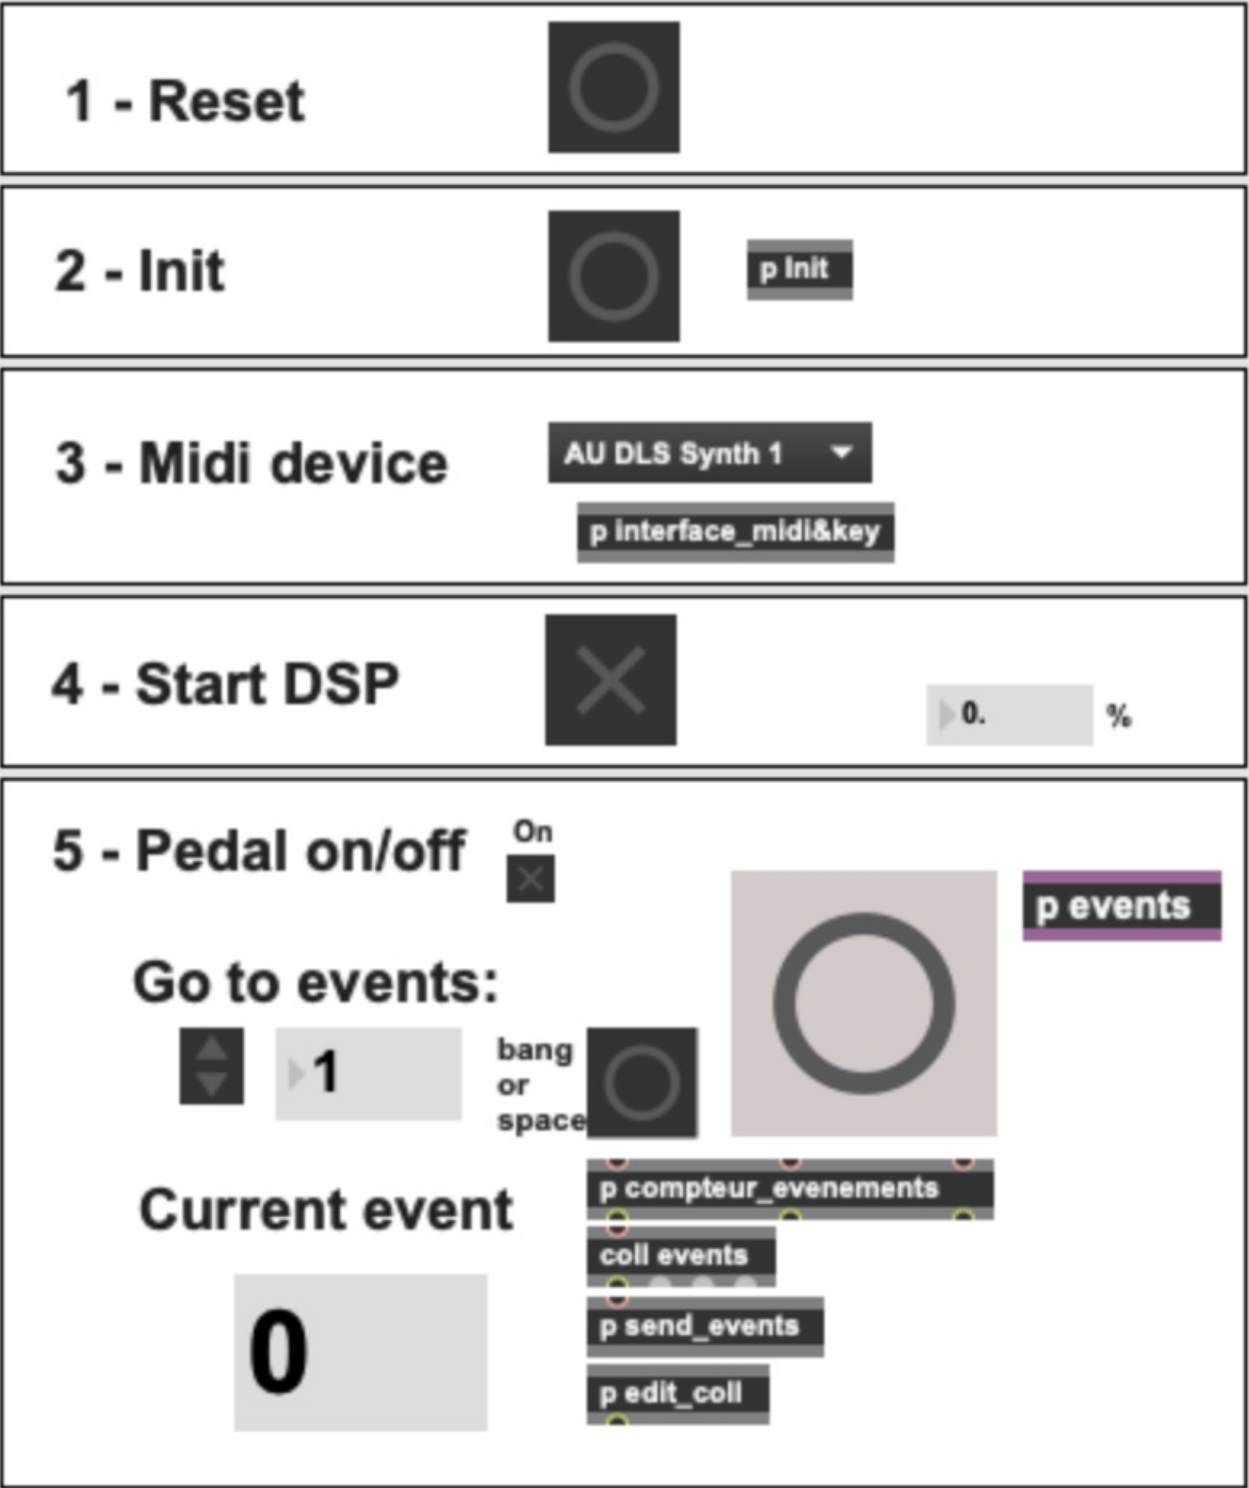 1 - Reset
2 - Init
p Init
3 - Midi device
AU DLS Synth 1
p interface_midi&key
4 - Start DSP
0.
%
5 - Pedal on/off
On
p events
Go to events:
1
bang
or
space
Current event
0
p compteur_evenements
coll events
p send_events
p edit_coll